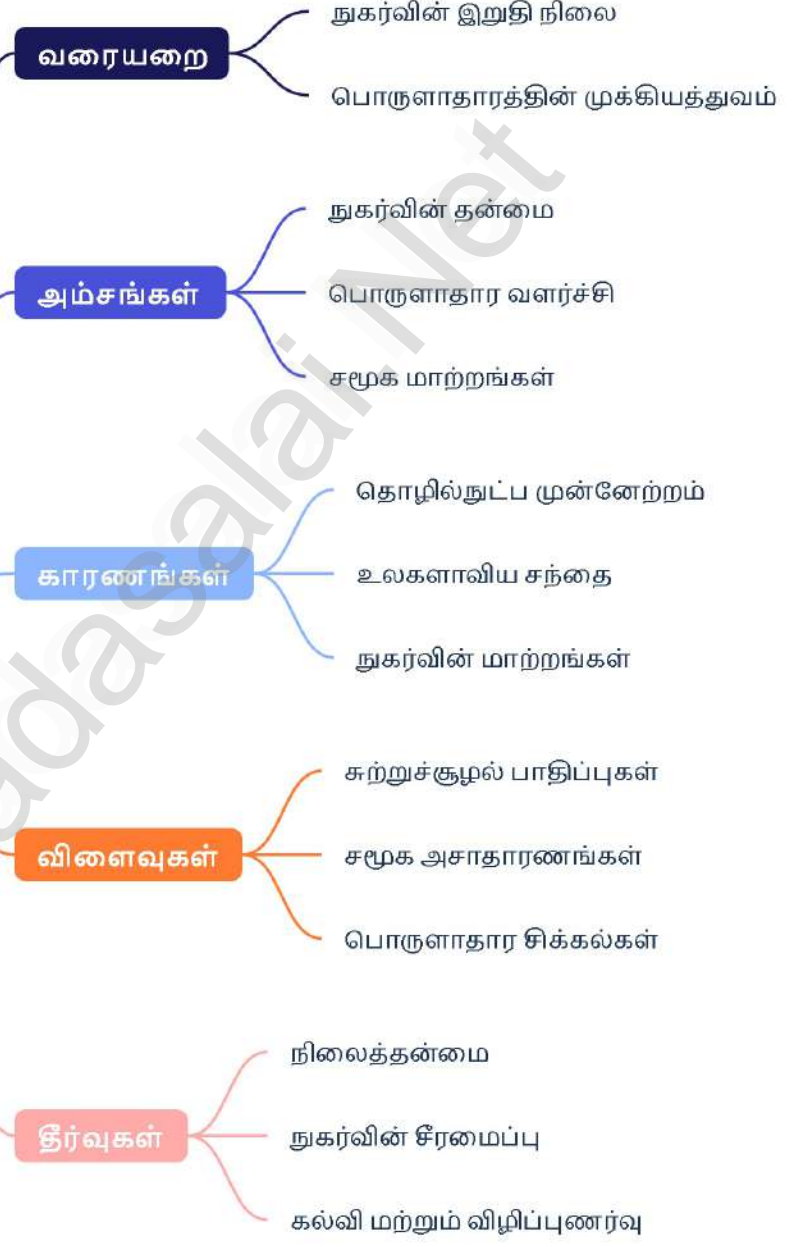 வரையறை
நுகர்வின் இறுதி நிலை
பொருளாதாரத்தின் முக்கியத்துவம்
அம்சங்கள்
நுகர்வின் தன்மை
பொருளாதார வளர்ச்சி
சமூக மாற்றங்கள்
காரணங்கள்
தொழில்நுட்ப முன்னேற்றம்
உலகளாவிய சந்தை
நுகர்வின் மாற்றங்கள்
விளைவுகள்
சுற்றுச்சூழல் பாதிப்புகள்
சமூக அசாதாரணங்கள்
பொருளாதார சிக்கல்கள்
தீர்வுகள்
நிலைத்தன்மை
நுகர்வின் சீரமைப்பு
கல்வி மற்றும் விழிப்புணர்வு
adasalai.Net